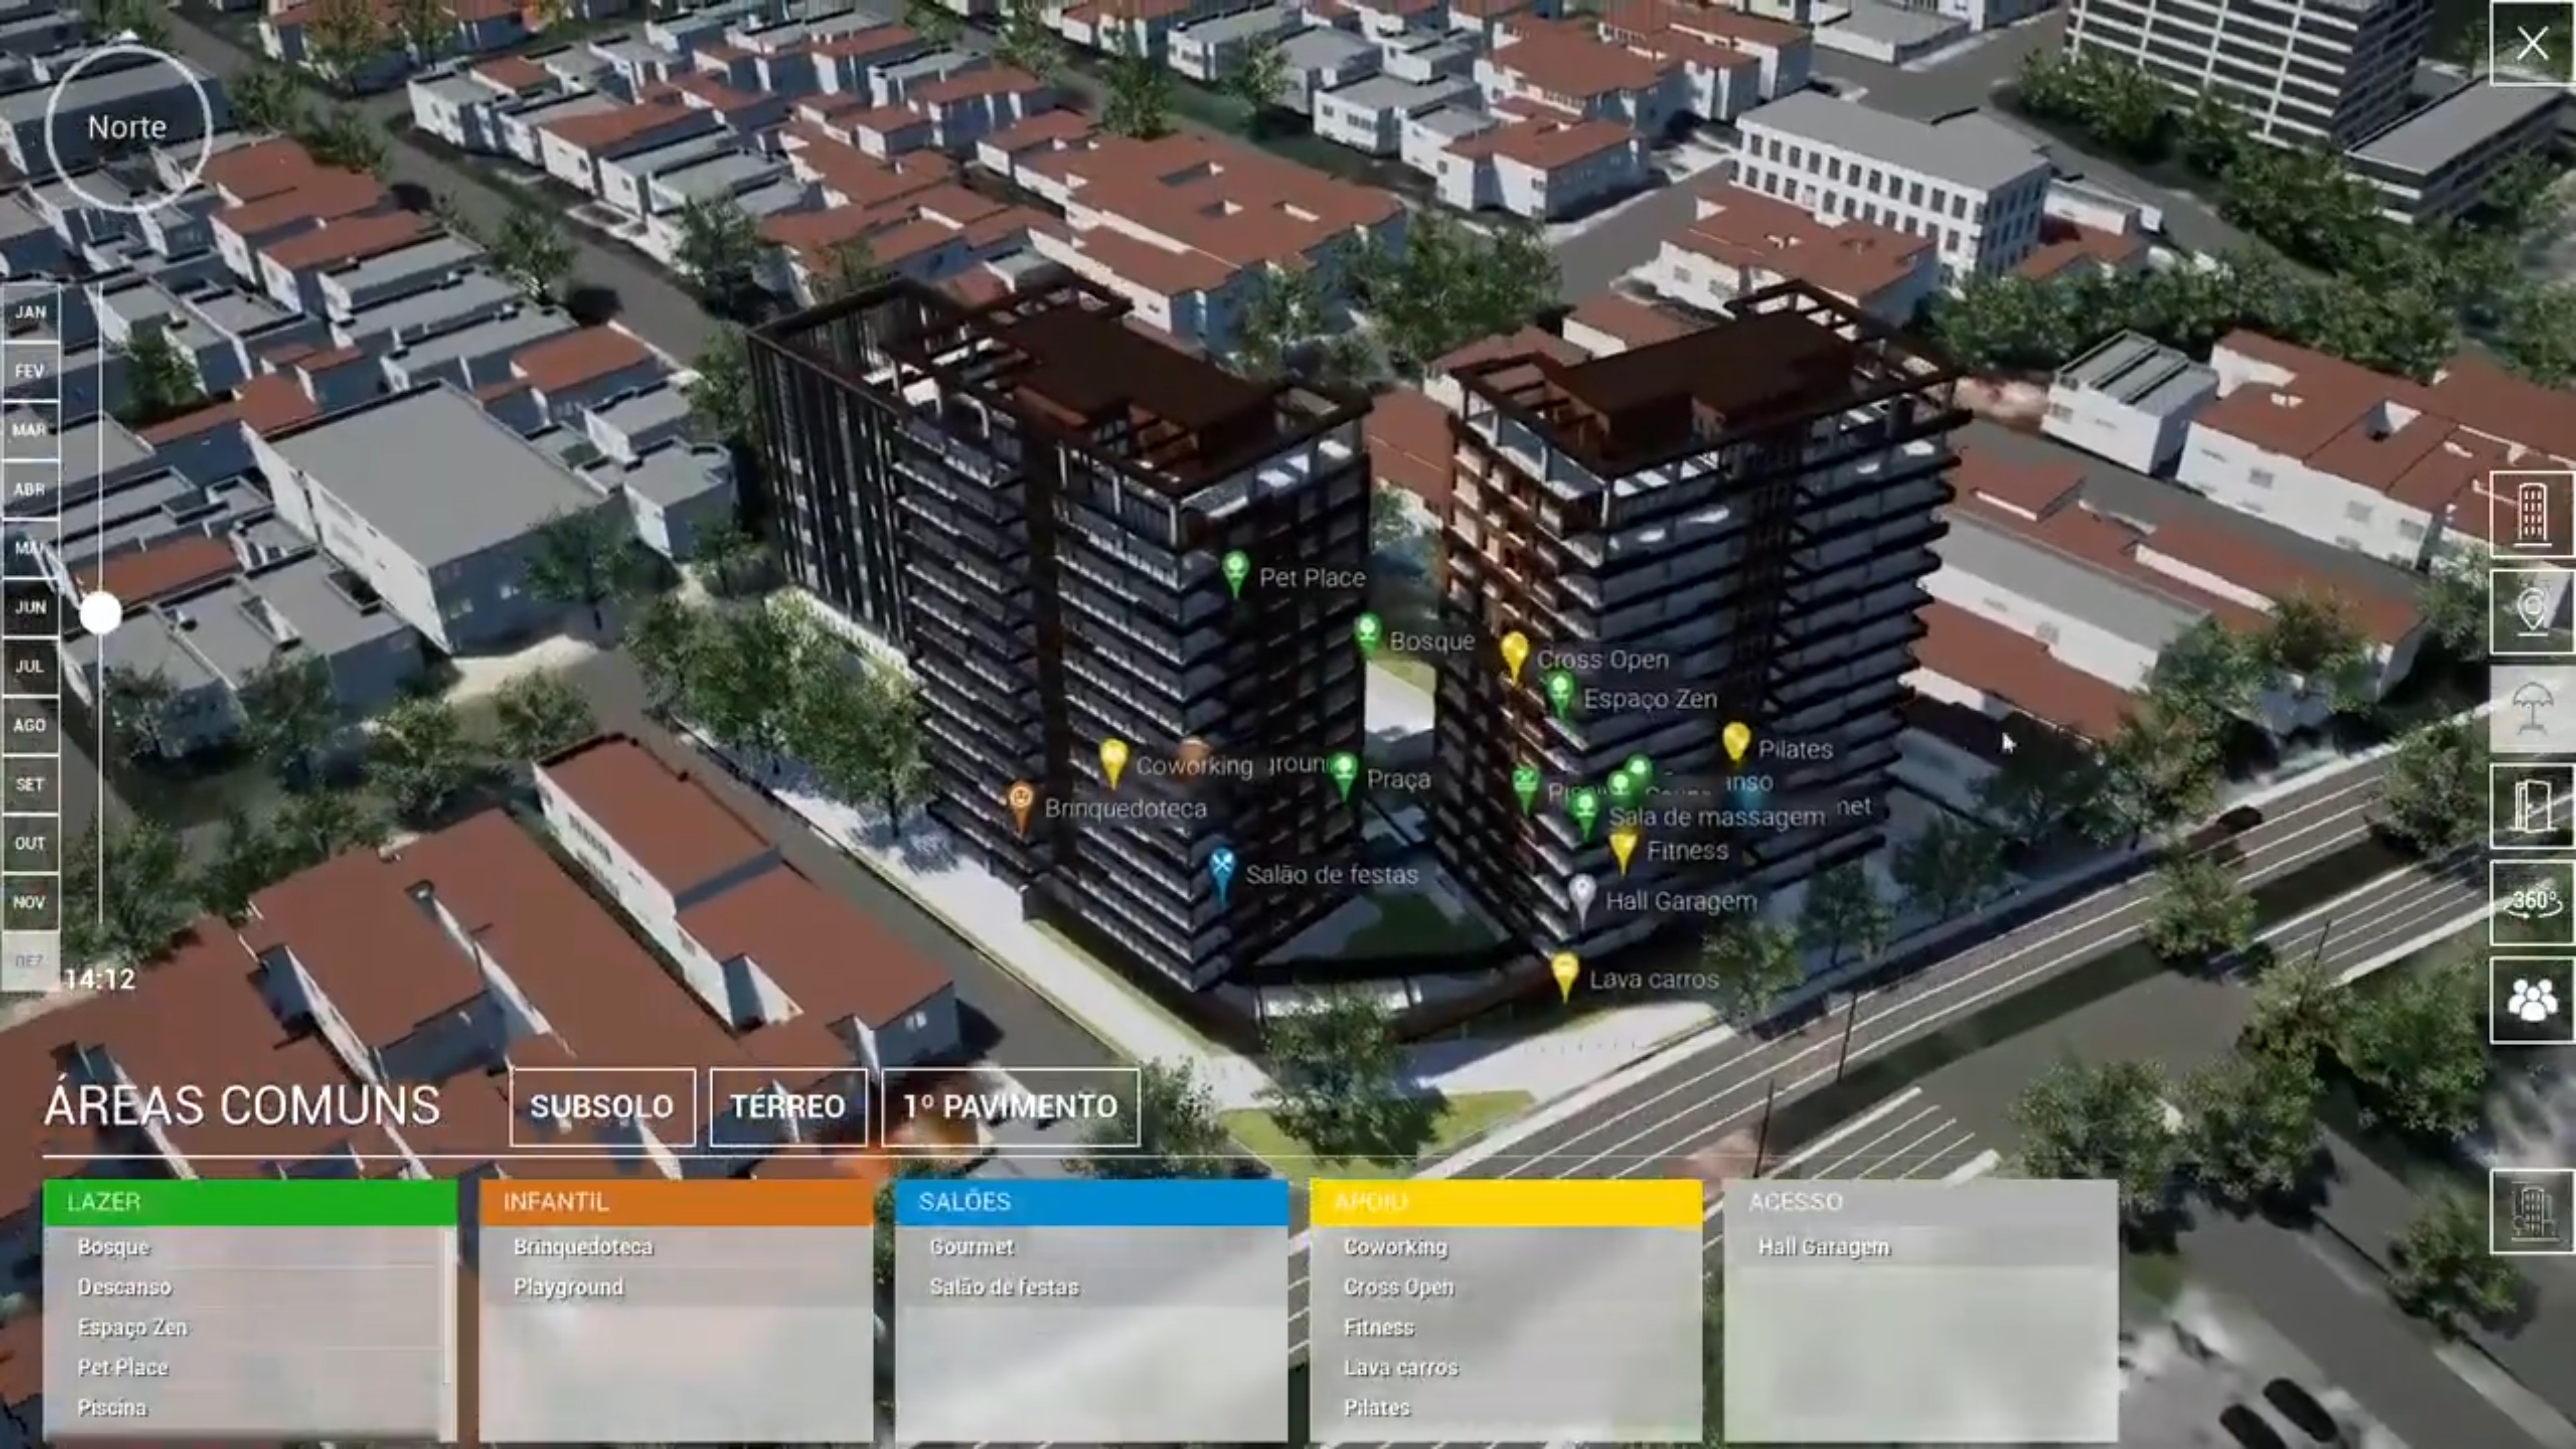 Norte
JAN
FEV
MAR
ABR
MAI
JUN
JUL
AGO
SET
OUT
NOV
DEZ
14:12
Pet Place
Bosque
Cross Open
Espaço Zen
Pilates
Coworking
Praça
Brinquedoteca
Sala de massagem
Fitness
Salão de festas
Hall Garagem
Lava carros
360º
ÁREAS COMUNS
SUBSOLO
TÉRREO
1º PAVIMENTO
LAZER
Bosque
Descanso
Espaço Zen
Pet Place
Piscina
INFANTIL
Brinquedoteca
Playground
SALÕES
Gourmet
Salão de festas
APOIO
Coworking
Cross Open
Fitness
Lava carros
Pilates
ACESSO
Hall Garagem